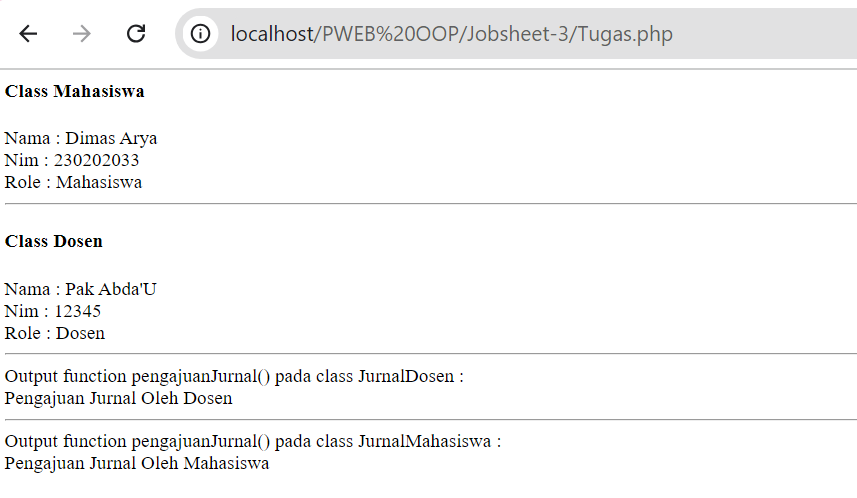 localhost/PWEB%20OOP/Jobsheet-3/Tugas.php
Class Mahasiswa
Nama : Dimas Arya
Nim : 230202033
Role : Mahasiswa
Class Dosen
Nama : Pak Abda'U
Nim : 12345
Role : Dosen
Output function pengajuanJurnal() pada class JurnalDosen :
Pengajuan Jurnal Oleh Dosen
Output function pengajuanJurnal() pada class JurnalMahasiswa :
Pengajuan Jurnal Oleh Mahasiswa